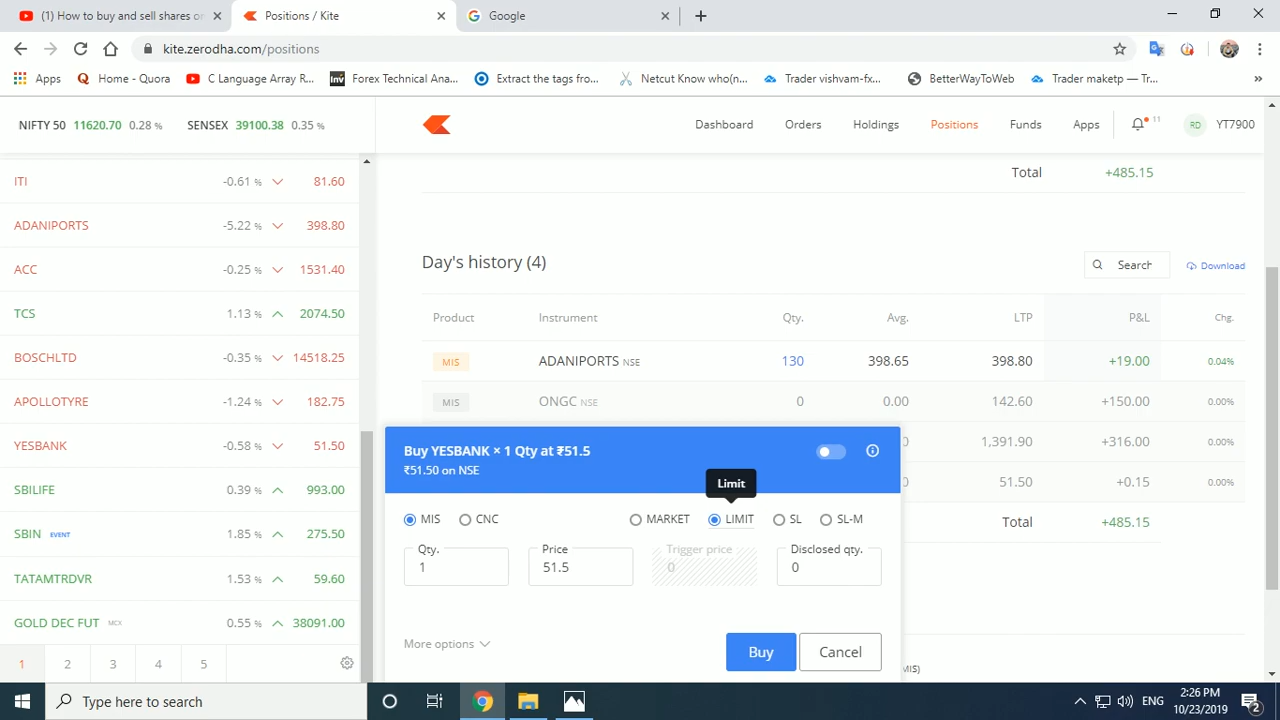 (1) How to buy and sell shares or
Positions / Kite
Google
kite.zerodha.com/positions
Apps
Home - Quora
C Language Array R...
Inv
Forex Technical Ana...
Extract the tags from...
Netcut Know who(n...
Trader vishvam-fx...
BetterWayToWeb
Trader maketp — Tr...
»
NIFTY 50 11620.70 0.28 %
SENSEX 39100.38 0.35 %
Dashboard
Orders
Holdings
Positions
Funds
Apps
11
RD
YT7900
ITI -0.61 % 81.60
ADANIPORTS -5.22 % 398.80
ACC -0.25 % 1531.40
TCS 1.13 % 2074.50
BOSCHLTD -0.35 % 14518.25
APOLLOTYRE -1.24 % 182.75
YESBANK -0.58 % 51.50
SBILIFE 0.39 % 993.00
SBIN EVENT 1.85 % 275.50
TATAMTRDVR 1.53 % 59.60
GOLD DEC FUT MCX 0.55 % 38091.00
1 2 3 4 5
Total +485.15
Day's history (4)
Search
Download
Product Instrument Qty. Avg. LTP P&L Chg.
MIS ADANIPORTS NSE 130 398.65 398.80 +19.00 0.04%
MIS ONGC NSE 0 0.00 142.60 +150.00 0.00%
0 1,391.90 +316.00 0.00%
0 51.50 +0.15 0.00%
Total +485.15
Buy YESBANK × 1 Qty at ₹51.5
₹51.50 on NSE
Limit
MIS CNC MARKET LIMIT SL SL-M
Qty. Price Trigger price Disclosed qty.
1 51.5 0 0
More options
Buy
Cancel
(MIS)
Type here to search
ENG
2:26 PM
10/23/2019
2